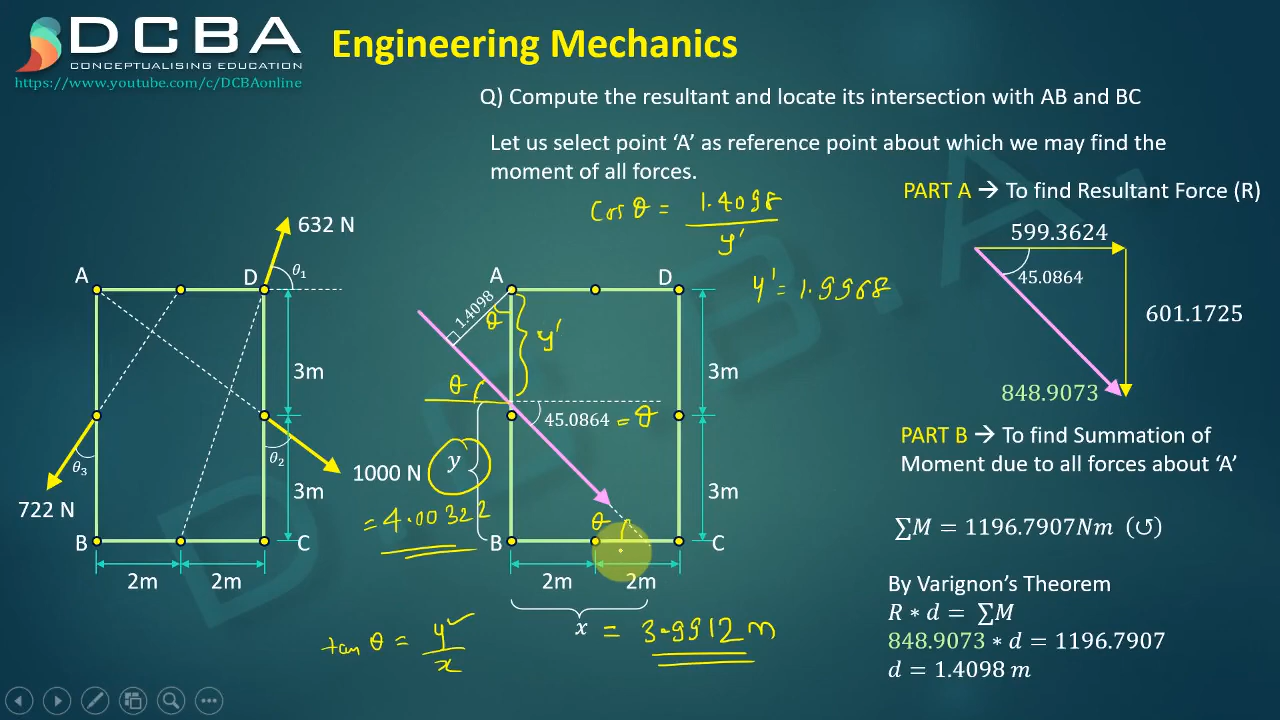 DCBA
CONCEPTUALISING EDUCATION
https://www.youtube.com/c/DCBAonline
Engineering Mechanics
Q) Compute the resultant and locate its intersection with AB and BC
Let us select point ‘A’ as reference point about which we may find the
moment of all forces.
632 N
A
D
θ₁
3m
θ₃
θ₂
1000 N
722 N
3m
B
C
2m
2m
Cos θ = 1.4098 / y'
y' = 1.9968
A
D
1.4098
θ
y'
θ
3m
45.0864 = θ
y
= 4.00322
3m
θ
B
C
2m
2m
x = 3.9912 m
tan θ = y / x
PART A → To find Resultant Force (R)
599.3624
45.0864
601.1725
848.9073
PART B → To find Summation of
Moment due to all forces about ‘A’
∑M = 1196.7907Nm (↺)
By Varignon’s Theorem
R ∗ d = ∑M
848.9073 ∗ d = 1196.7907
d = 1.4098 m
D.C.B.A.